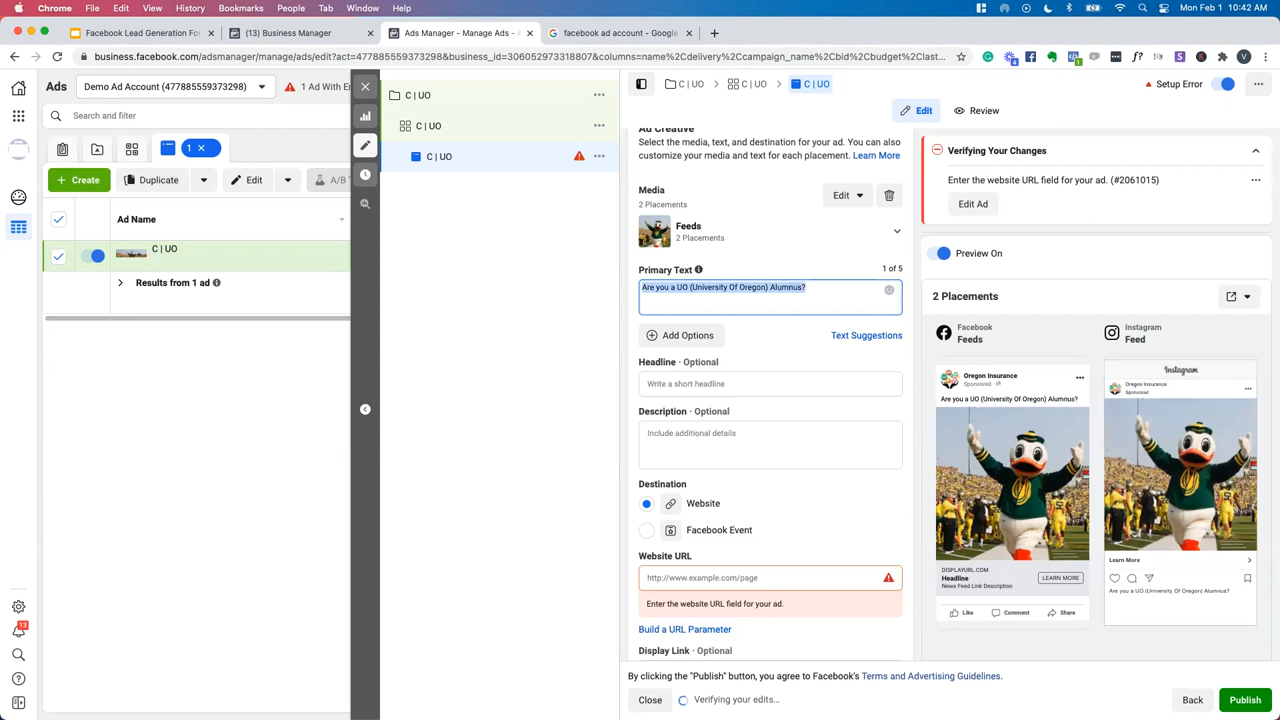 Chrome File Edit View History Bookmarks Profiles Tab Window Help
Facebook Lead Generation For
(13) Business Manager
Ads Manager - Manage Ads - A
facebook ad account - Google
business.facebook.com/adsmanager/manage/ads/edit?act=477885559373298&business_id=306052973318807&columns=name%2Cdelivery%2Ccampaign_name%2Cbid%2Cbudget%2Clast...
Ads
Demo Ad Account (477885559373298)
1 Ad With Er
Search and filter
1
Create
Duplicate
Edit
A/B T
Ad Name
C | UO
Results from 1 ad
13
C | UO
C | UO
C | UO
C | UO
C | UO
C | UO
Setup Error
Edit
Review
Ad Creative
Select the media, text, and destination for your ad. You can
also customize your media and text for each placement. Learn More
Media
2 Placements
Edit
Feeds
2 Placements
Primary Text
1 of 5
Are you a UO (University Of Oregon) Alumnus?
Add Options
Text Suggestions
Headline · Optional
Write a short headline
Description · Optional
Include additional details
Destination
Website
Facebook Event
Website URL
http://www.example.com/page
Enter the website URL field for your ad.
Build a URL Parameter
Display Link · Optional
Verifying Your Changes
Enter the website URL field for your ad. (#2061015)
Edit Ad
Preview On
2 Placements
Facebook
Feeds
Instagram
Feed
Oregon Insurance
Sponsored ·
Are you a UO (University Of Oregon) Alumnus?
DISPLAYURL.COM
Headline
News Feed Link Description
LEARN MORE
Like
Comment
Share
Instagram
Oregon Insurance
Sponsored
Learn More
Are you a UO (University Of Oregon) Alumnus?
By clicking the "Publish" button, you agree to Facebook's Terms and Advertising Guidelines.
Close
Verifying your edits...
Back
Publish